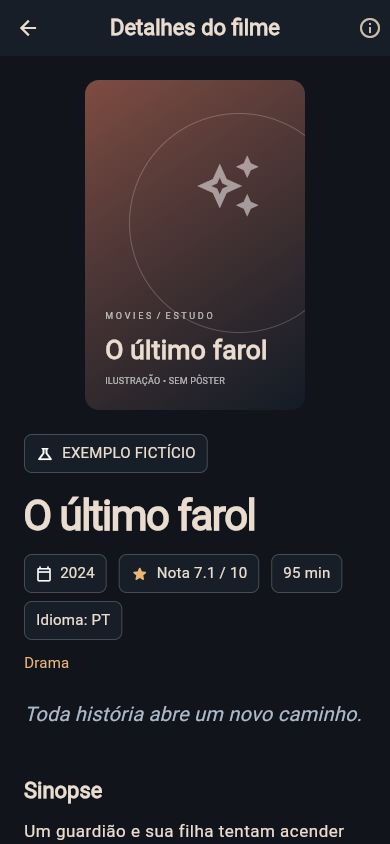 Detalhes do filme
MOVIES / ESTUDO
O último farol
ILUSTRAÇÃO • SEM PÔSTER
EXEMPLO FICTÍCIO
O último farol
2024
Nota 7.1 / 10
95 min
Idioma: PT
Drama
Toda história abre um novo caminho.
Sinopse
Um guardião e sua filha tentam acender